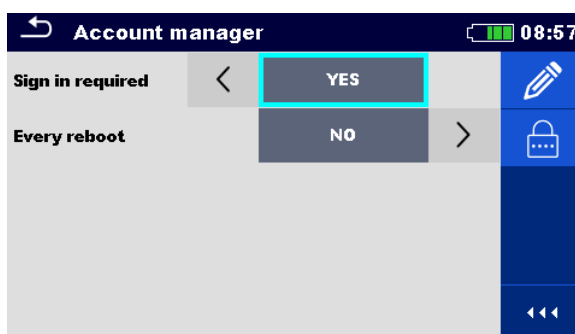 Account manager 08:57
Sign in required YES
Every reboot NO